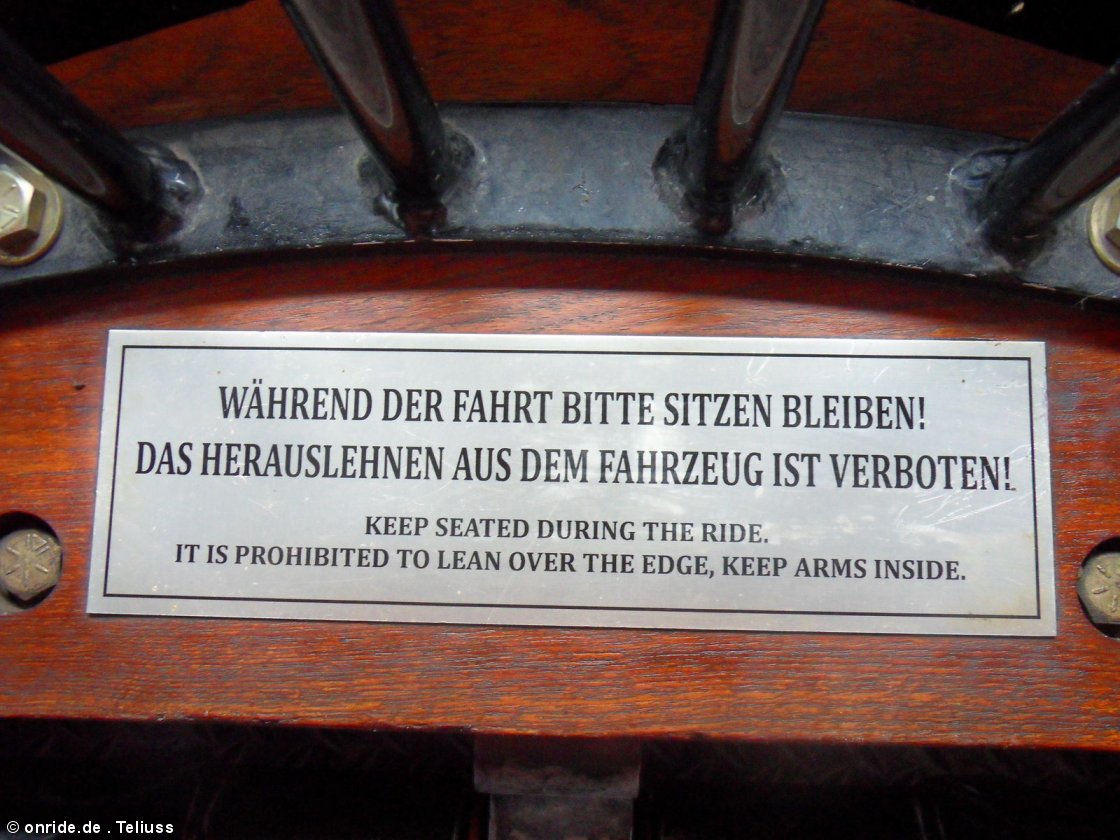 WÄHREND DER FAHRT BITTE SITZEN BLEIBEN!
DAS HERAUSLEHNEN AUS DEM FAHRZEUG IST VERBOTEN!
KEEP SEATED DURING THE RIDE.
IT IS PROHIBITED TO LEAN OVER THE EDGE, KEEP ARMS INSIDE.
© onride.de . Teliuss